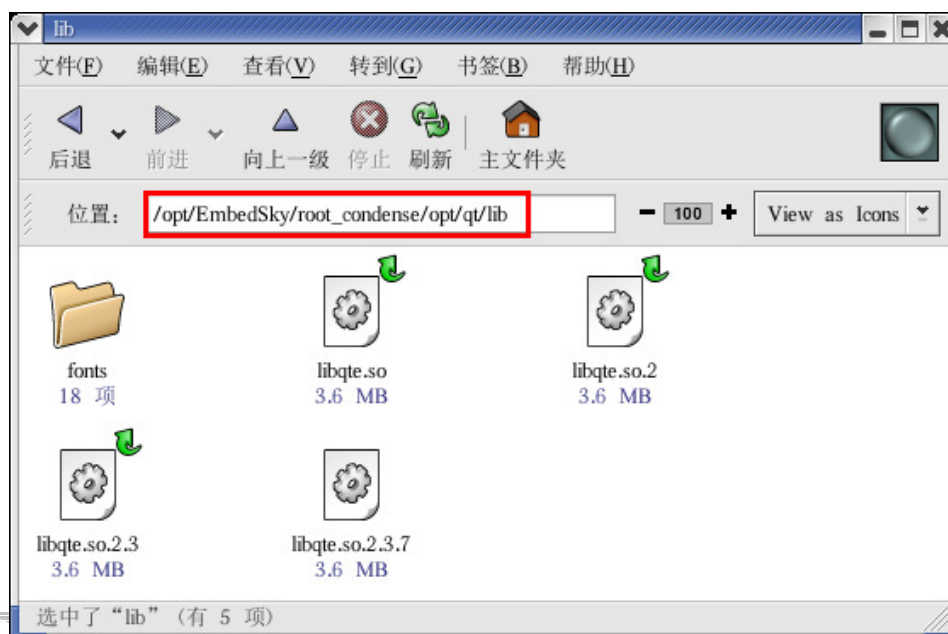 lib
文件(F) 编辑(E) 查看(V) 转到(G) 书签(B) 帮助(H)
后退 前进 向上一级 停止 刷新 主文件夹
位置: /opt/EmbedSky/root_condense/opt/qt/lib 100 View as Icons
fonts libqte.so libqte.so.2
18 项 3.6 MB 3.6 MB
libqte.so.2.3 libqte.so.2.3.7
3.6 MB 3.6 MB
选中了“lib” (有 5 项)